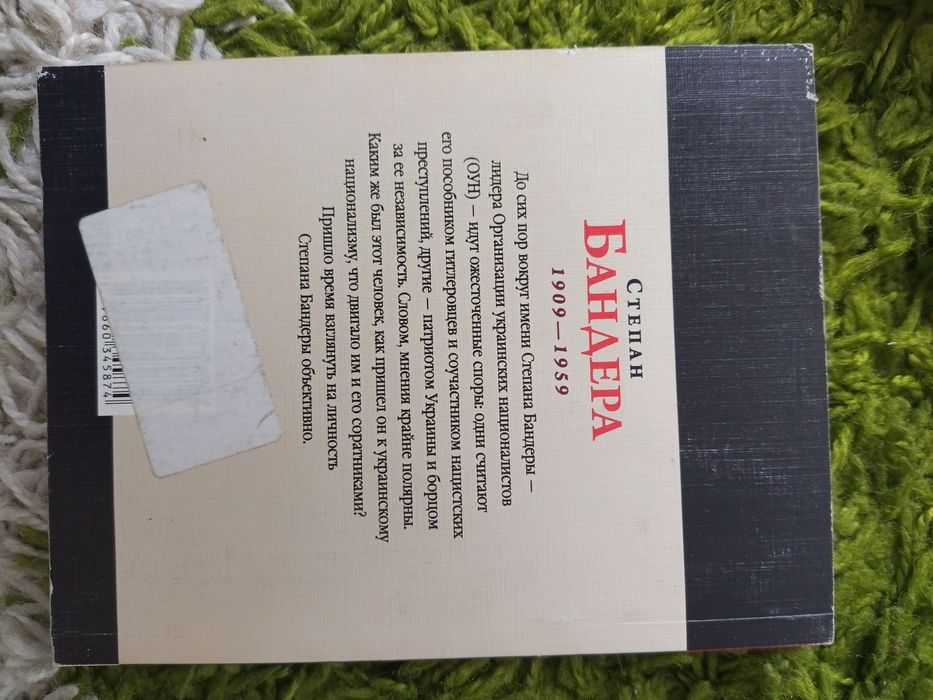 СТЕПАН
БАНДЕРА
1909—1959
До сих пор вокруг имени Степана Бандеры —
лидера Организации украинских националистов
(ОУН) — идут ожесточенные споры: одни считают
его пособником гитлеровцев и соучастником нацистских
преступлений, другие — патриотом Украины и борцом
за ее независимость. Словом, мнения крайне полярны.
Каким же был этот человек, как пришел он к украинскому
национализму, что двигало им и его соратниками?
Пришло время взглянуть на личность
Степана Бандеры объективно.